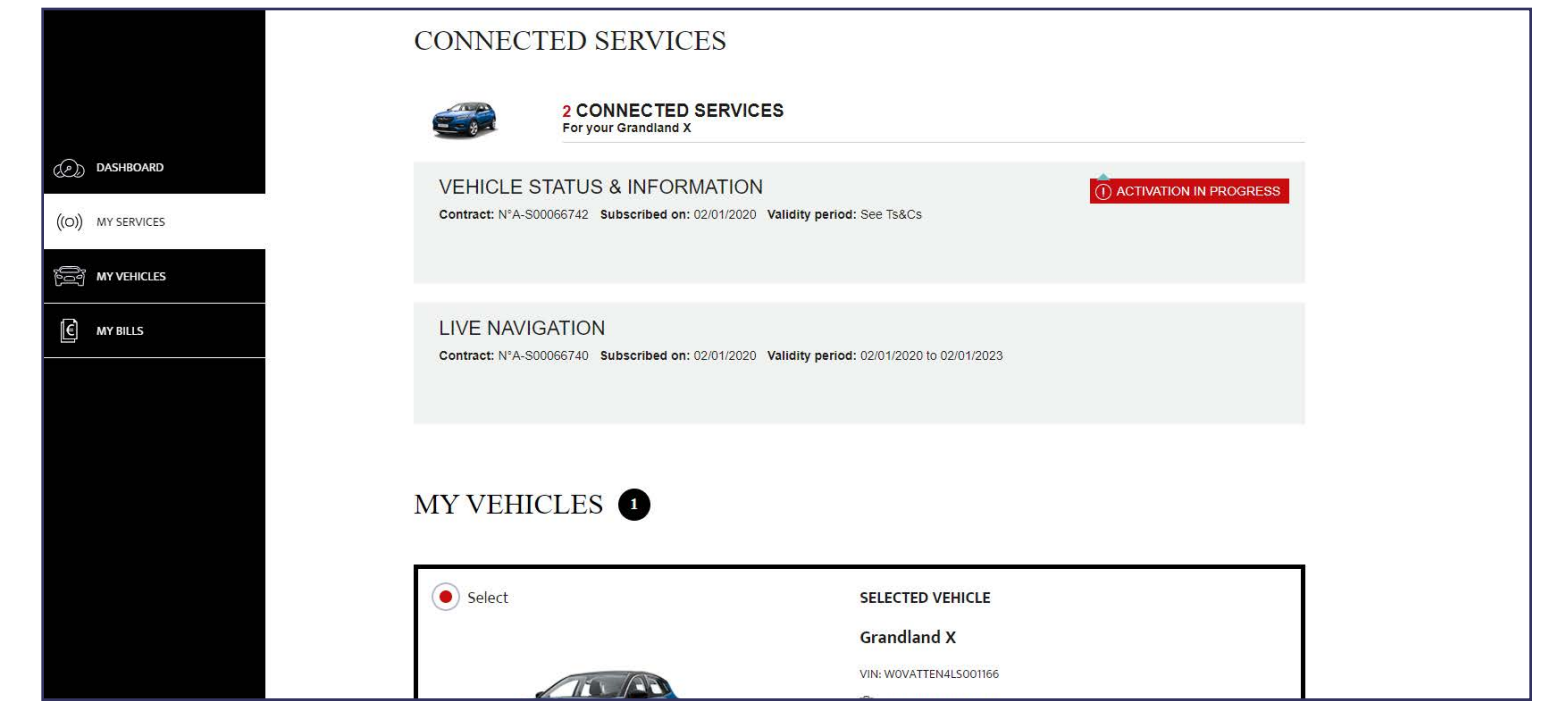 CONNECTED SERVICES
2 CONNECTED SERVICES
For your Grandland X
DASHBOARD
MY SERVICES
MY VEHICLES
MY BILLS
VEHICLE STATUS & INFORMATION
ACTIVATION IN PROGRESS
Contract: N°A-S00066742 Subscribed on: 02/01/2020 Validity period: See Ts&Cs
LIVE NAVIGATION
Contract: N°A-S00066740 Subscribed on: 02/01/2020 Validity period: 02/01/2020 to 02/01/2023
MY VEHICLES 1
Select
SELECTED VEHICLE
Grandland X
VIN: W0VATTEN4LS001166